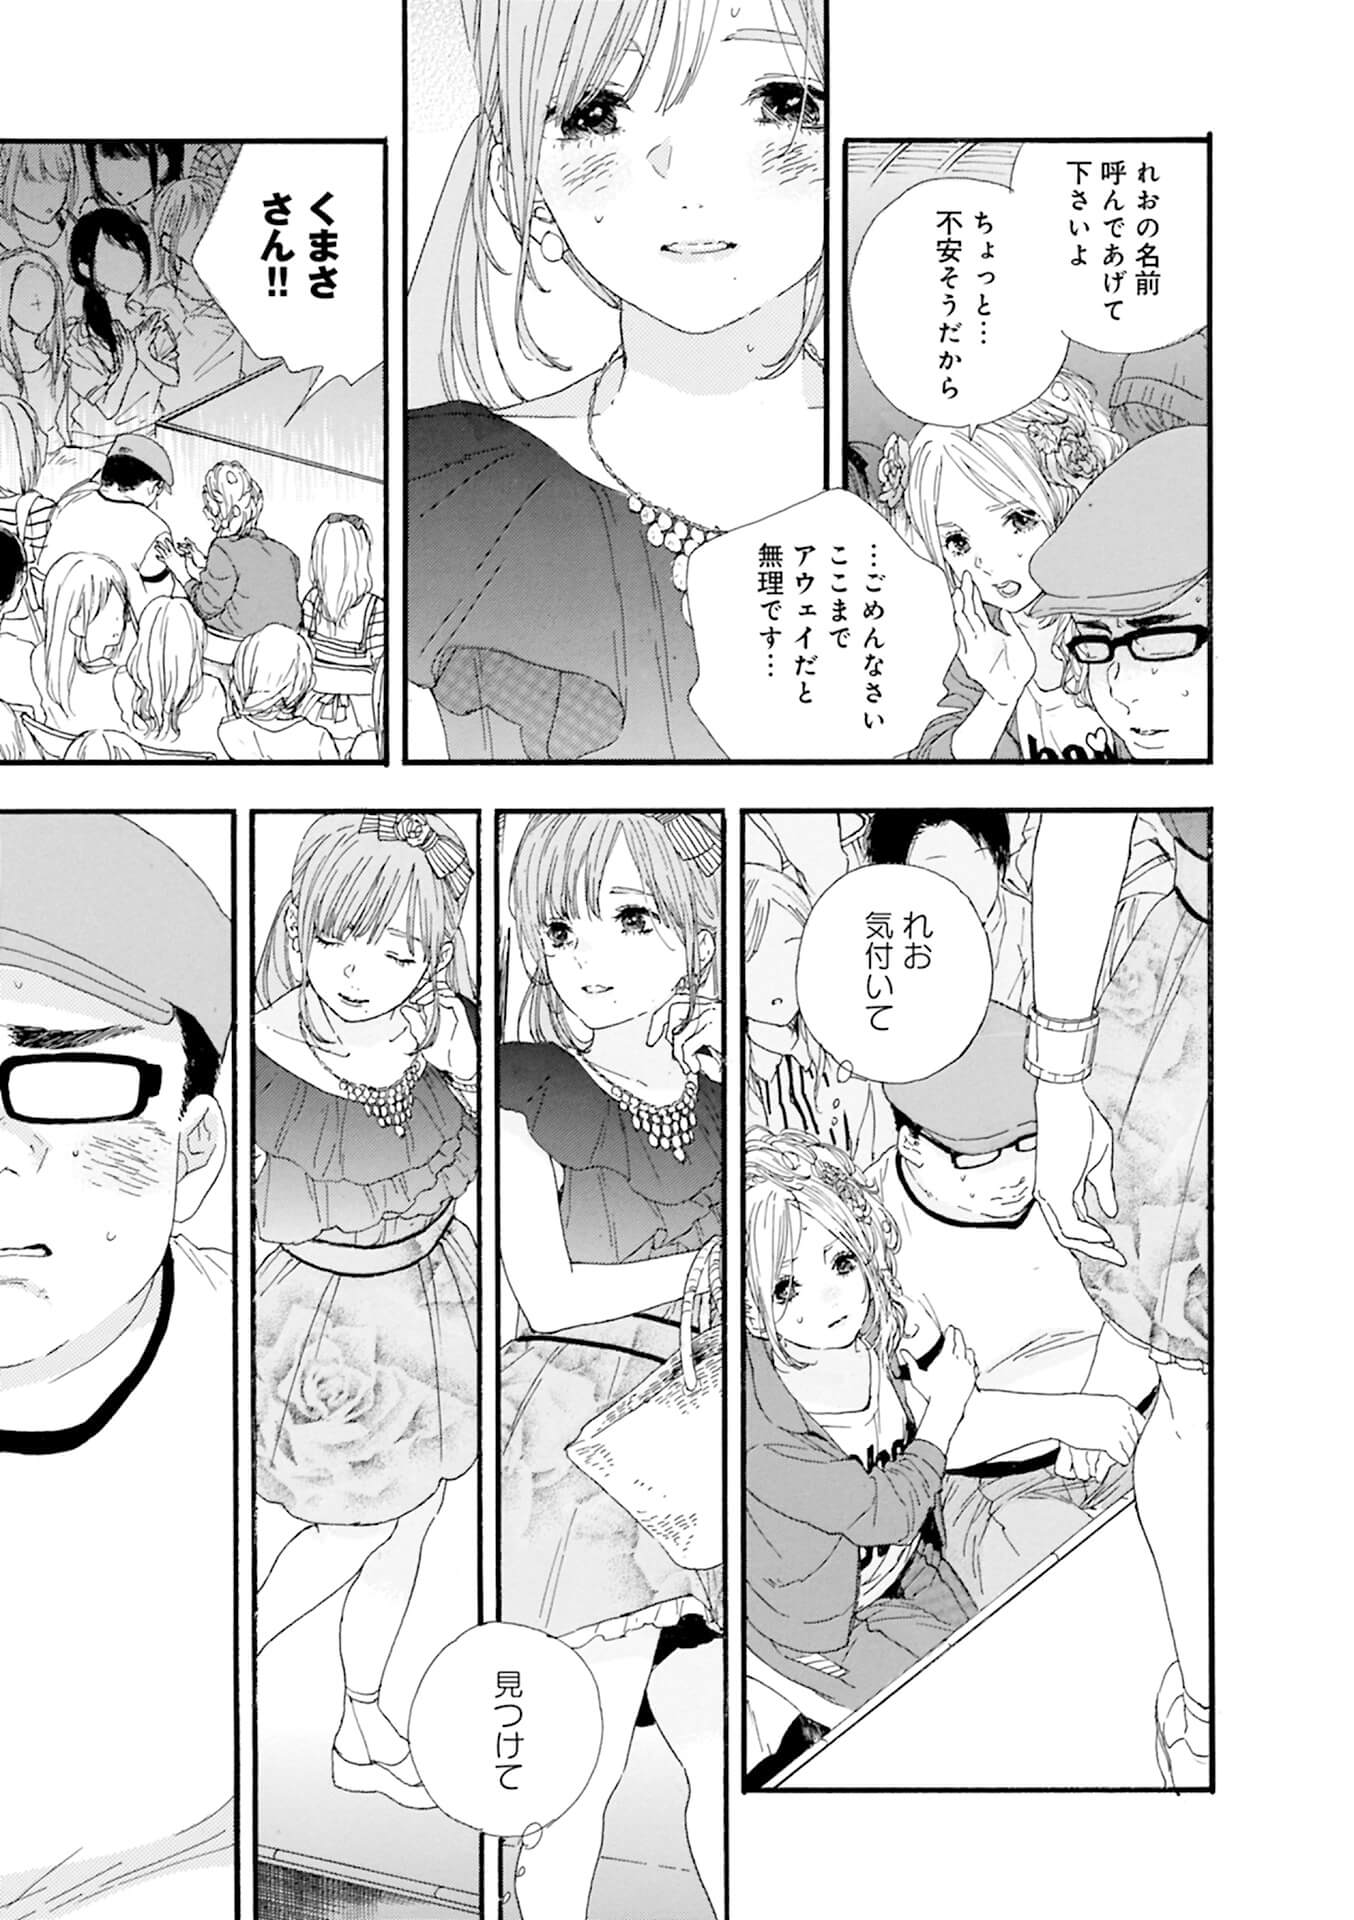 れおの名前
呼んであげて
下さいよ
ちょっと…
不安そうだから
…ごめんなさい
ここまで
アウェイだと
無理です…
くまさ
さん!!
れお
気付いて
見つけて